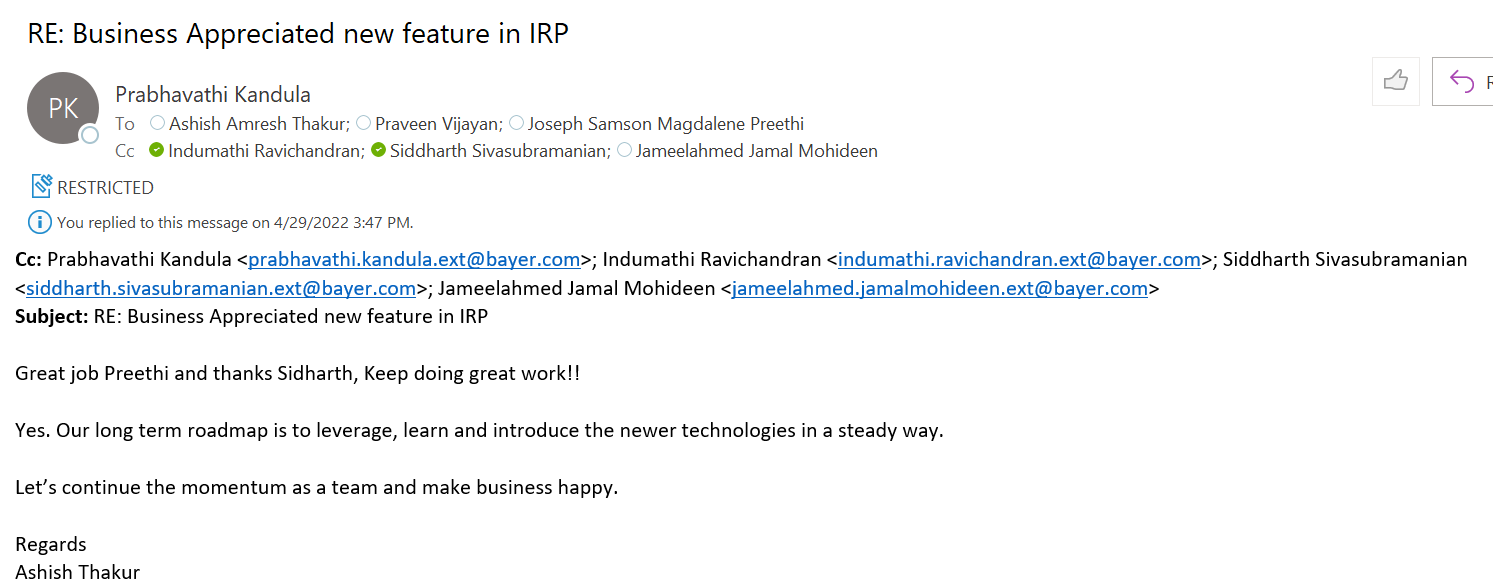 RE: Business Appreciated new feature in IRP
PK
Prabhavathi Kandula
To Ashish Amresh Thakur; Praveen Vijayan; Joseph Samson Magdalene Preethi
Cc Indumathi Ravichandran; Siddharth Sivasubramanian; Jameelahmed Jamal Mohideen
RESTRICTED
You replied to this message on 4/29/2022 3:47 PM.
Cc: Prabhavathi Kandula <prabhavathi.kandula.ext@bayer.com>; Indumathi Ravichandran <indumathi.ravichandran.ext@bayer.com>; Siddharth Sivasubramanian
<siddharth.sivasubramanian.ext@bayer.com>; Jameelahmed Jamal Mohideen <jameelahmed.jamalmohideen.ext@bayer.com>
Subject: RE: Business Appreciated new feature in IRP
Great job Preethi and thanks Sidharth, Keep doing great work!!
Yes. Our long term roadmap is to leverage, learn and introduce the newer technologies in a steady way.
Let’s continue the momentum as a team and make business happy.
Regards
Ashish Thakur